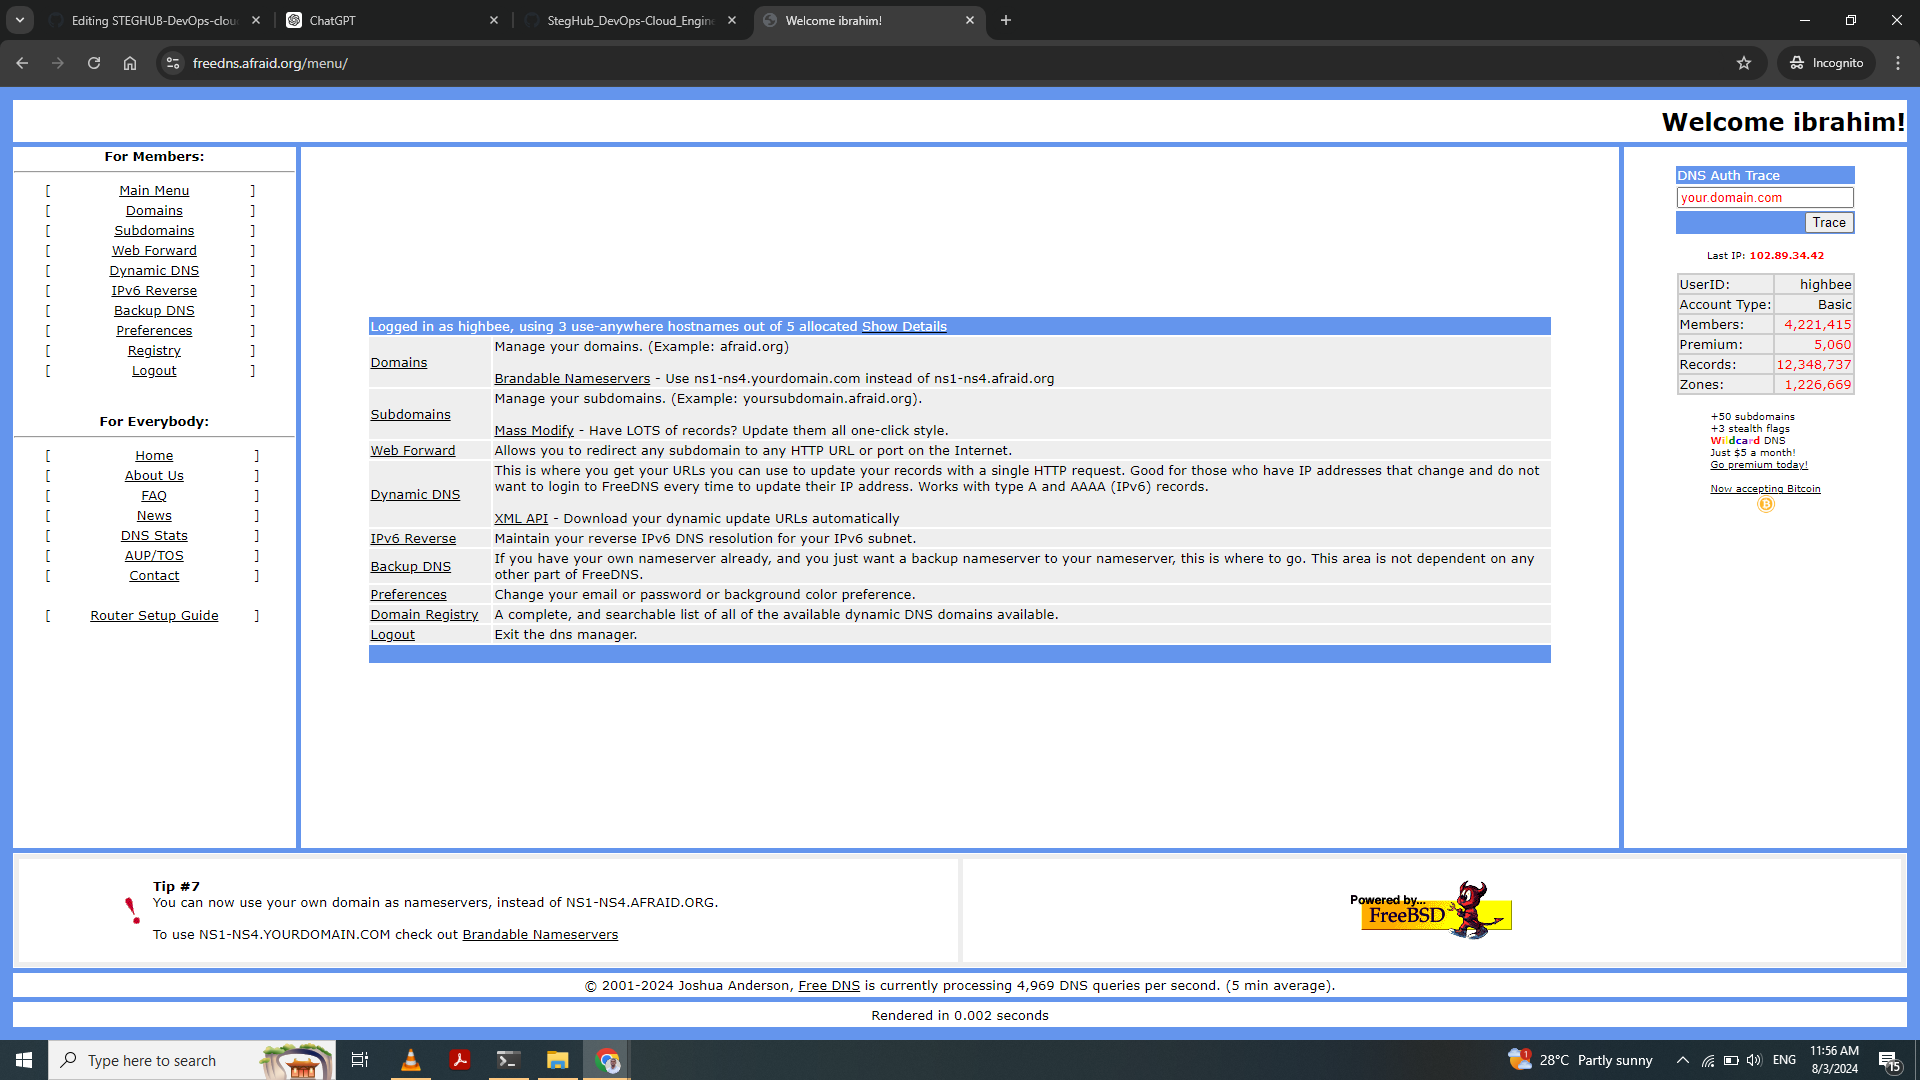 Editing STEGHUB-DevOps-clou
ChatGPT
StegHub_DevOps-Cloud_Engine
Welcome ibrahim!
freedns.afraid.org/menu/
Incognito
Welcome ibrahim!
For Members:
[ Main Menu ]
[ Domains ]
[ Subdomains ]
[ Web Forward ]
[ Dynamic DNS ]
[ IPv6 Reverse ]
[ Backup DNS ]
[ Preferences ]
[ Registry ]
[ Logout ]
For Everybody:
[ Home ]
[ About Us ]
[ FAQ ]
[ News ]
[ DNS Stats ]
[ AUP/TOS ]
[ Contact ]
[ Router Setup Guide ]
Logged in as highbee, using 3 use-anywhere hostnames out of 5 allocated Show Details
Domains
Manage your domains. (Example: afraid.org)
Brandable Nameservers - Use ns1-ns4.yourdomain.com instead of ns1-ns4.afraid.org
Subdomains
Manage your subdomains. (Example: yoursubdomain.afraid.org).
Mass Modify - Have LOTS of records? Update them all one-click style.
Web Forward
Allows you to redirect any subdomain to any HTTP URL or port on the Internet.
Dynamic DNS
This is where you get your URLs you can use to update your records with a single HTTP request. Good for those who have IP addresses that change and do not
want to login to FreeDNS every time to update their IP address. Works with type A and AAAA (IPv6) records.
XML API - Download your dynamic update URLs automatically
IPv6 Reverse
Maintain your reverse IPv6 DNS resolution for your IPv6 subnet.
Backup DNS
If you have your own nameserver already, and you just want a backup nameserver to your nameserver, this is where to go. This area is not dependent on any
other part of FreeDNS.
Preferences
Change your email or password or background color preference.
Domain Registry
A complete, and searchable list of all of the available dynamic DNS domains available.
Logout
Exit the dns manager.
DNS Auth Trace
your.domain.com
Trace
Last IP: 102.89.34.42
UserID: highbee
Account Type: Basic
Members: 4,221,415
Premium: 5,060
Records: 12,348,737
Zones: 1,226,669
+50 subdomains
+3 stealth flags
Wildcard DNS
Just $5 a month!
Go premium today!
Now accepting Bitcoin
Tip #7
You can now use your own domain as nameservers, instead of NS1-NS4.AFRAID.ORG.
To use NS1-NS4.YOURDOMAIN.COM check out Brandable Nameservers
Powered by...
FreeBSD
© 2001-2024 Joshua Anderson, Free DNS is currently processing 4,969 DNS queries per second. (5 min average).
Rendered in 0.002 seconds
Type here to search
1
28°C Partly sunny
ENG
11:56 AM
8/3/2024
15